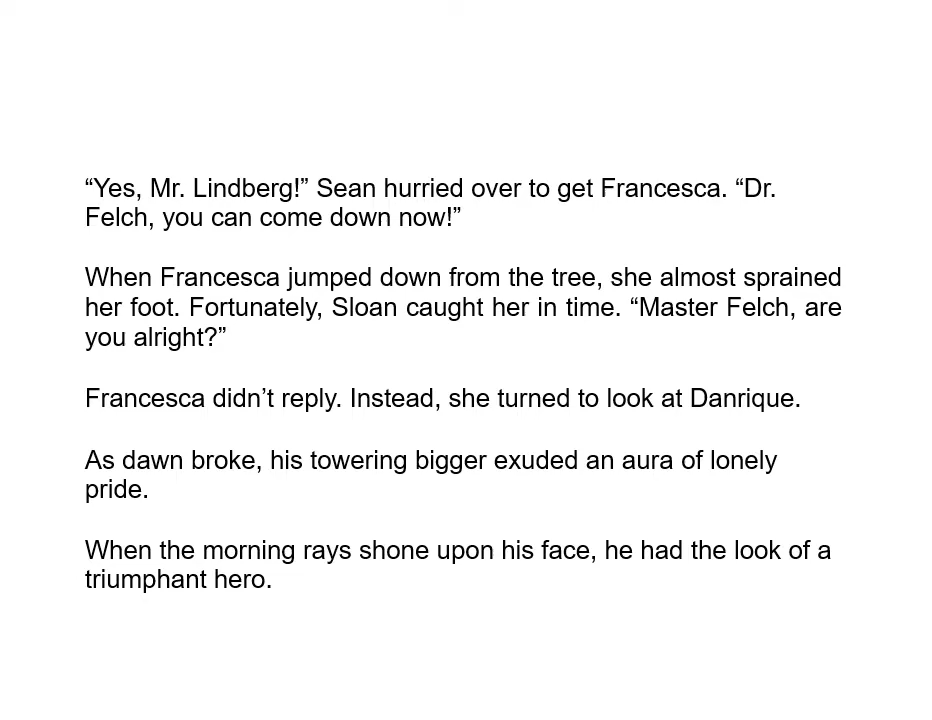 “Yes, Mr. Lindberg!” Sean hurried over to get Francesca. “Dr.
Felch, you can come down now!”
When Francesca jumped down from the tree, she almost sprained
her foot. Fortunately, Sloan caught her in time. “Master Felch, are
you alright?”
Francesca didn’t reply. Instead, she turned to look at Danrique.
As dawn broke, his towering bigger exuded an aura of lonely
pride.
When the morning rays shone upon his face, he had the look of a
triumphant hero.